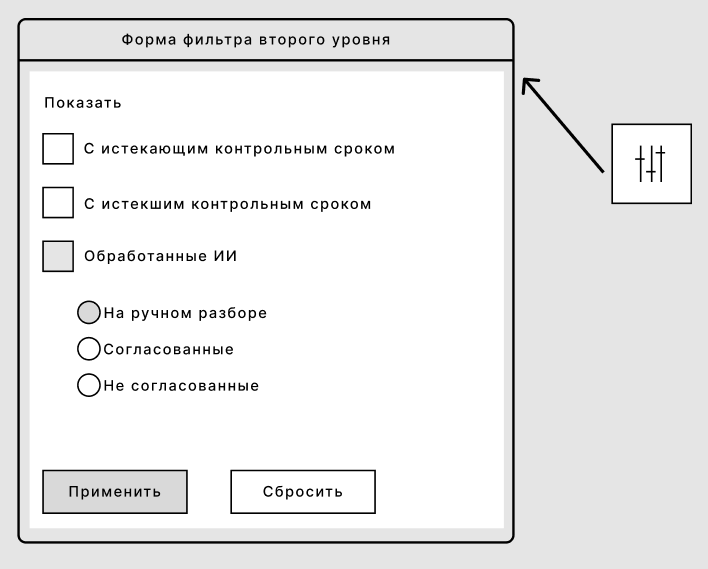 Форма фильтра второго уровня
Показать
С истекающим контрольным сроком
С истекшим контрольным сроком
Обработанные ИИ
На ручном разборе
Согласованные
Не согласованные
Применить
Сбросить